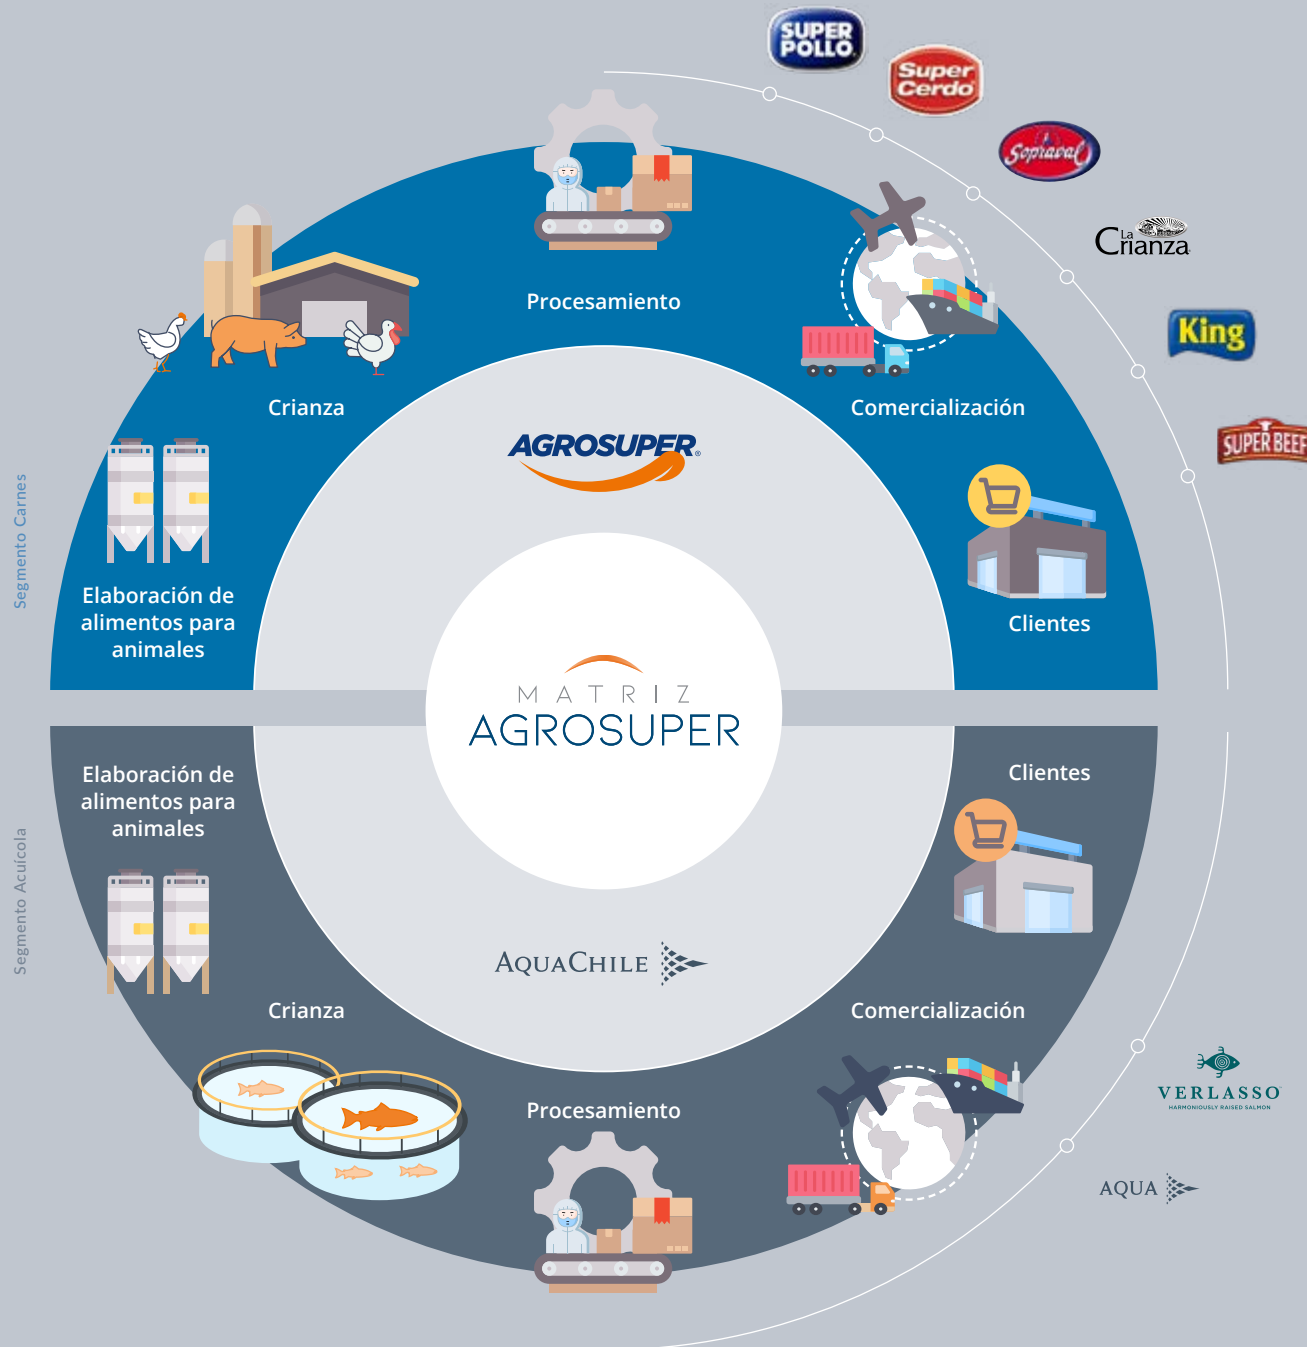 SUPER
POLLO
Super
Cerdo
Sopraval
La
Crianza
King
SUPER BEEF
Procesamiento
Crianza
Comercialización
AGROSUPER®
Segmento Carnes
Elaboración de
alimentos para
animales
Clientes
MATRIZ
AGROSUPER
Segmento Acuícola
Elaboración de
alimentos para
animales
Clientes
AQUACHILE
Crianza
Comercialización
Procesamiento
VERLASSO
HARMONIOUSLY RAISED SALMON
AQUA